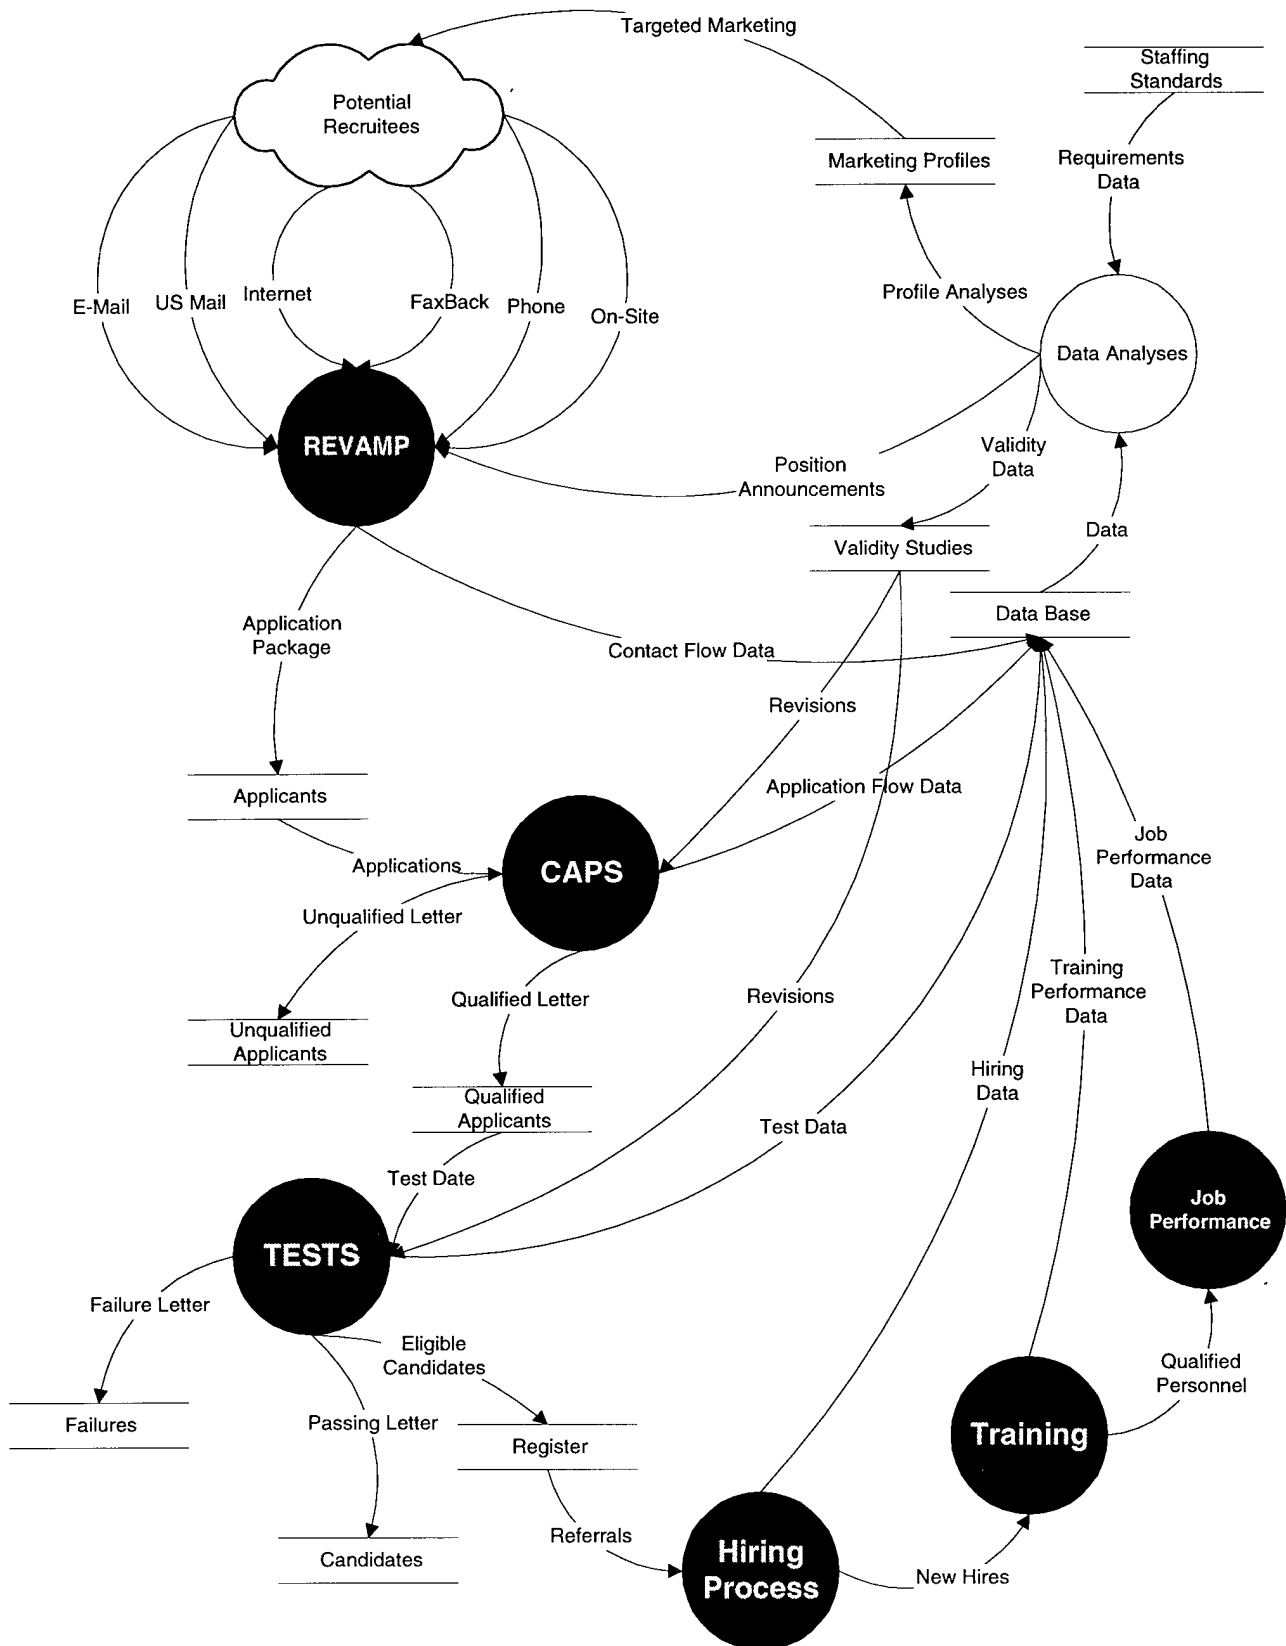 Targeted Marketing
Staffing
Standards
Potential
Recruitees
Marketing Profiles
Requirements
Data
E-Mail
US Mail
Internet
FaxBack
Phone
On-Site
Profile Analyses
Data Analyses
REVAMP
Position
Announcements
Validity
Data
Validity Studies
Data
Data Base
Application
Package
Contact Flow Data
Revisions
Applicants
Application Flow Data
Job
Performance
Data
Applications
CAPS
Unqualified Letter
Qualified Letter
Revisions
Training
Performance
Data
Unqualified
Applicants
Hiring
Data
Qualified
Applicants
Test Data
Test Date
Job
Performance
TESTS
Failure Letter
Eligible
Candidates
Qualified
Personnel
Failures
Passing Letter
Register
Training
Referrals
Candidates
Hiring
Process
New Hires